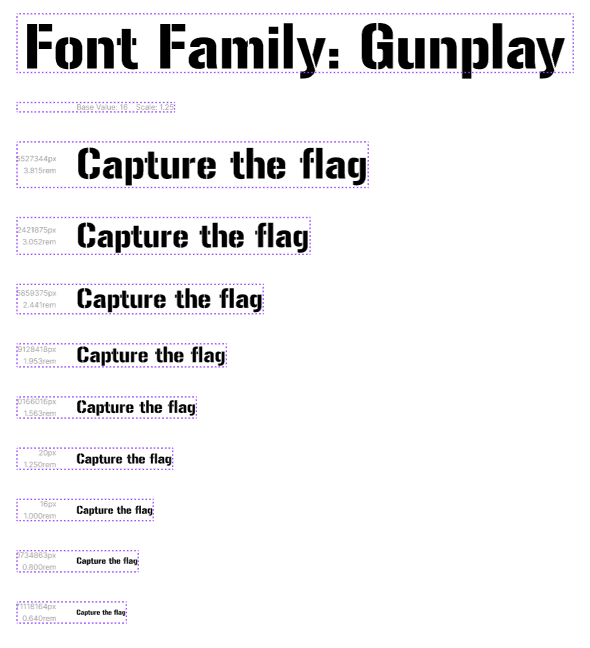 Font Family: Gunplay
Base Value: 16 Scale: 1.25
5527344px
3.815rem
Capture the flag
2421875px
3.052rem
Capture the flag
5859375px
2.441rem
Capture the flag
9128418px
1.953rem
Capture the flag
0166016px
1.563rem
Capture the flag
20px
1.250rem
Capture the flag
16px
1.000rem
Capture the flag
9734863px
0.800rem
Capture the flag
71118164px
0.640rem
Capture the flag